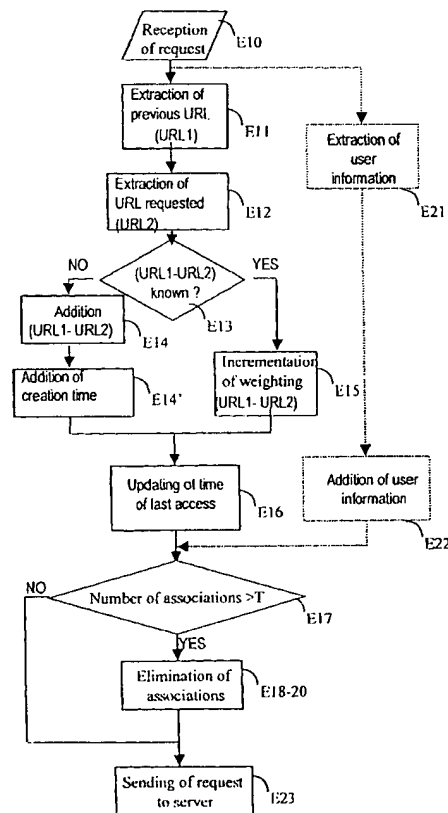 Reception
of request
E10
Extraction of
previous URL
(URL1)
E11
Extraction of
user
information
E21
Extraction of
URL requested
(URL2)
E12
NO
(URL1-URL2)
known ?
YES
E13
Addition
(URL1- URL2)
E14
Addition of
creation time
E14'
Incrementation
of weighting
(URL1- URL2)
E15
Updating of time
of last access
E16
Addition of user
information
E22
NO
Number of associations >T
E17
YES
Elimination of
associations
E18-20
Sending of request
to server
E23